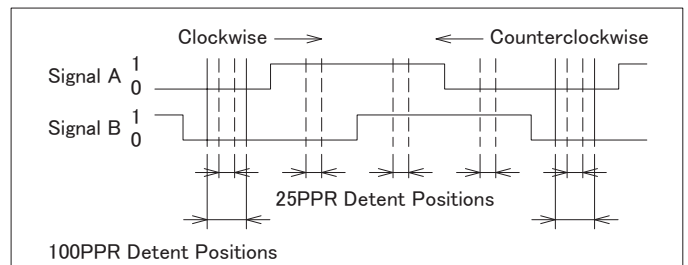 Clockwise Counterclockwise
Signal A 1
0
Signal B 1
0
25PPR Detent Positions
100PPR Detent Positions